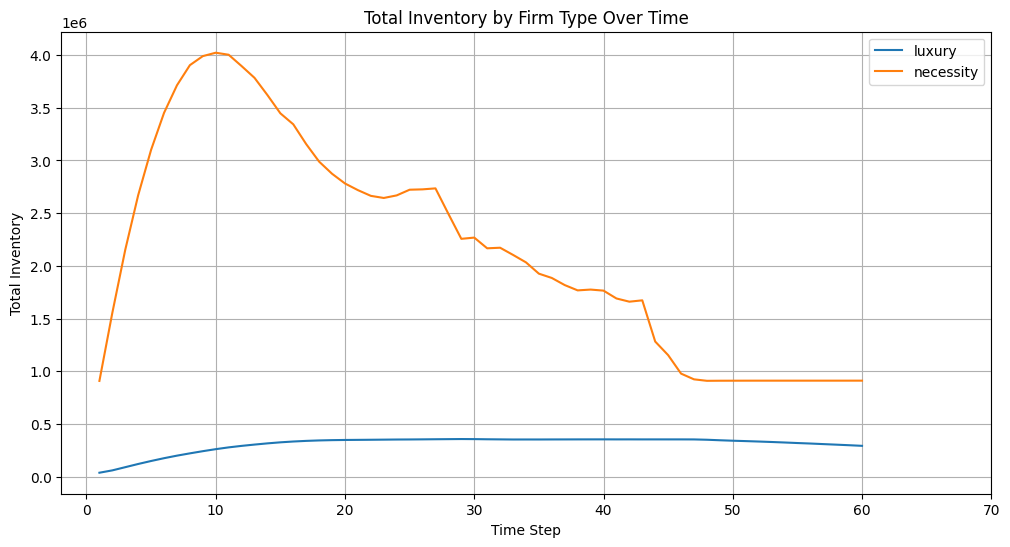 Total Inventory by Firm Type Over Time
1e6
luxury
necessity
4.0
3.5
3.0
2.5
2.0
1.5
1.0
0.5
0.0
Total Inventory
0 10 20 30 40 50 60 70
Time Step